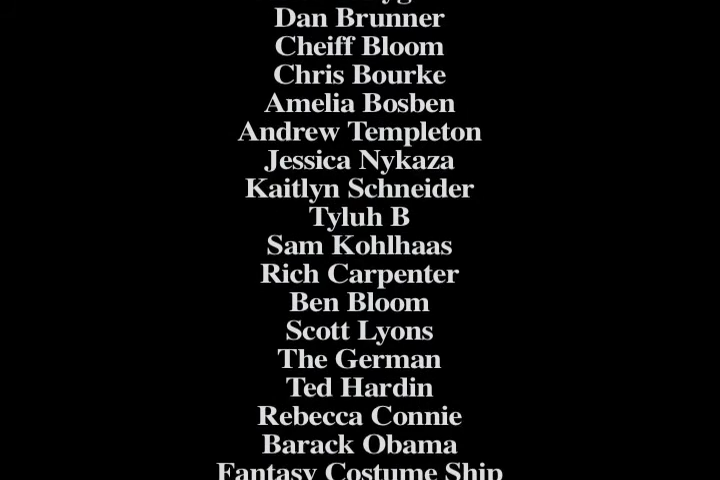 Dan Brunner
Cheiff Bloom
Chris Bourke
Amelia Bosben
Andrew Templeton
Jessica Nykaza
Kaitlyn Schneider
Tyluh B
Sam Kohlhaas
Rich Carpenter
Ben Bloom
Scott Lyons
The German
Ted Hardin
Rebecca Connie
Barack Obama
Fantasy Costume Ship